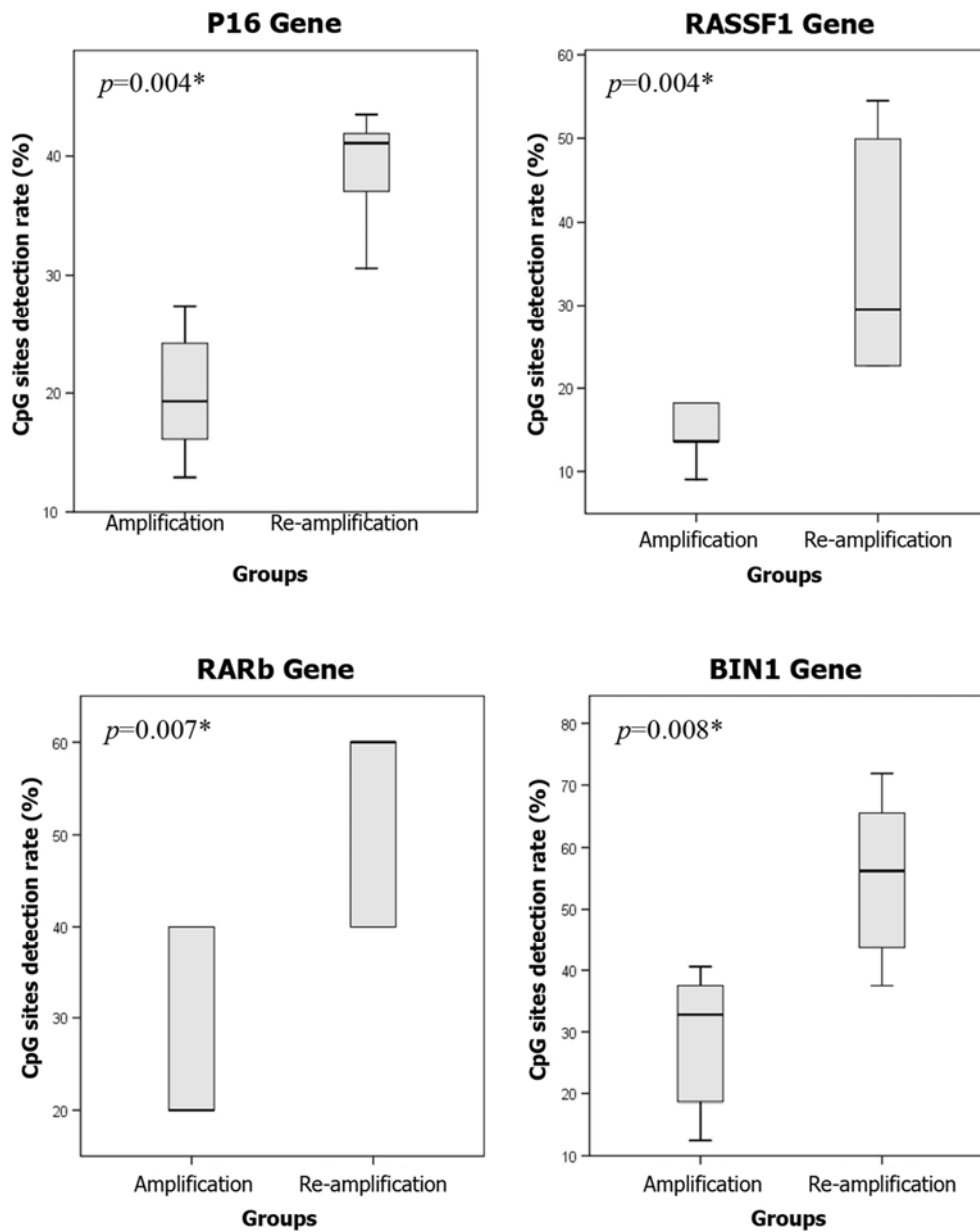 P16 Gene
p=0.004*
CpG sites detection rate (%)
40
30
20
10
Amplification Re-amplification
Groups
RASSF1 Gene
p=0.004*
CpG sites detection rate (%)
60
50
40
30
20
10
Amplification Re-amplification
Groups
RARb Gene
p=0.007*
CpG sites detection rate (%)
60
50
40
30
20
Amplification Re-amplification
Groups
BIN1 Gene
p=0.008*
CpG sites detection rate (%)
80
70
60
50
40
30
20
10
Amplification Re-amplification
Groups